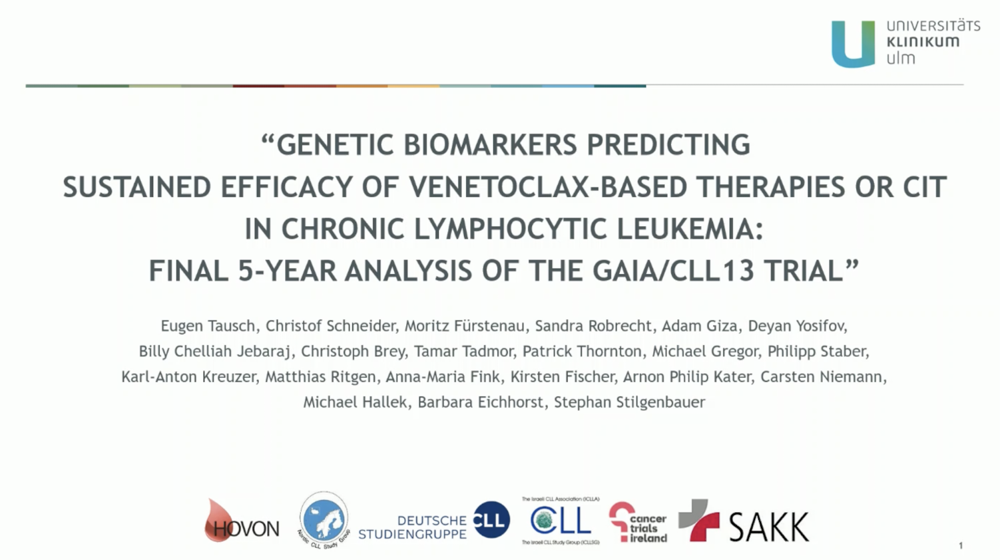 UNIVERSITÄTS
KLINIKUM
ulm
“GENETIC BIOMARKERS PREDICTING
SUSTAINED EFFICACY OF VENETOCLAX-BASED THERAPIES OR CIT
IN CHRONIC LYMPHOCYTIC LEUKEMIA:
FINAL 5-YEAR ANALYSIS OF THE GAIA/CLL13 TRIAL”
Eugen Tausch, Christof Schneider, Moritz Fürstenau, Sandra Robrecht, Adam Giza, Deyan Yosifov,
Billy Chelliah Jebaraj, Christoph Brey, Tamar Tadmor, Patrick Thornton, Michael Gregor, Philipp Staber,
Karl-Anton Kreuzer, Matthias Ritgen, Anna-Maria Fink, Kirsten Fischer, Arnon Philip Kater, Carsten Niemann,
Michael Hallek, Barbara Eichhorst, Stephan Stilgenbauer
HOVON
Nordic CLL Study Group
DEUTSCHE
STUDIENGRUPPE
CLL
The Israeli CLL Association (ICLLA)
CLL
The Israeli CLL Study Group (ICLLSG)
cancer
trials
ireland
SAKK
1